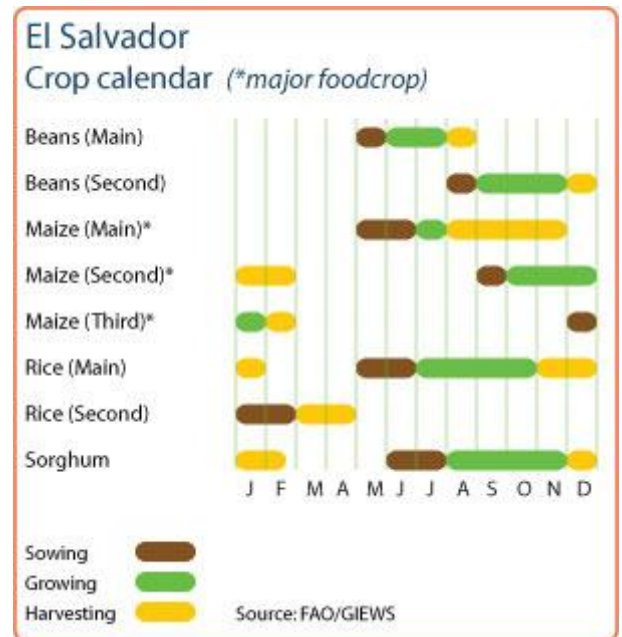 El Salvador
Crop calendar (*major foodcrop)
Beans (Main)
Beans (Second)
Maize (Main)*
Maize (Second)*
Maize (Third)*
Rice (Main)
Rice (Second)
Sorghum
J F M A M J J A S O N D
Sowing
Growing
Harvesting Source: FAO/GIEWS